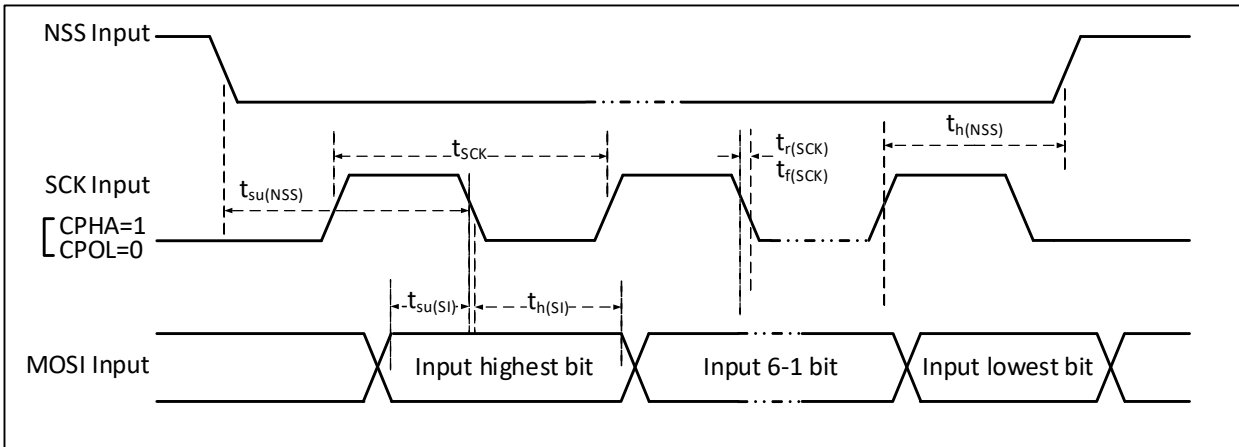 NSS Input
t_h(NSS)
t_SCK
t_r(SCK)
t_f(SCK)
SCK Input
t_su(NSS)
CPHA=1
CPOL=0
t_su(SI)
t_h(SI)
MOSI Input
Input highest bit
Input 6-1 bit
Input lowest bit